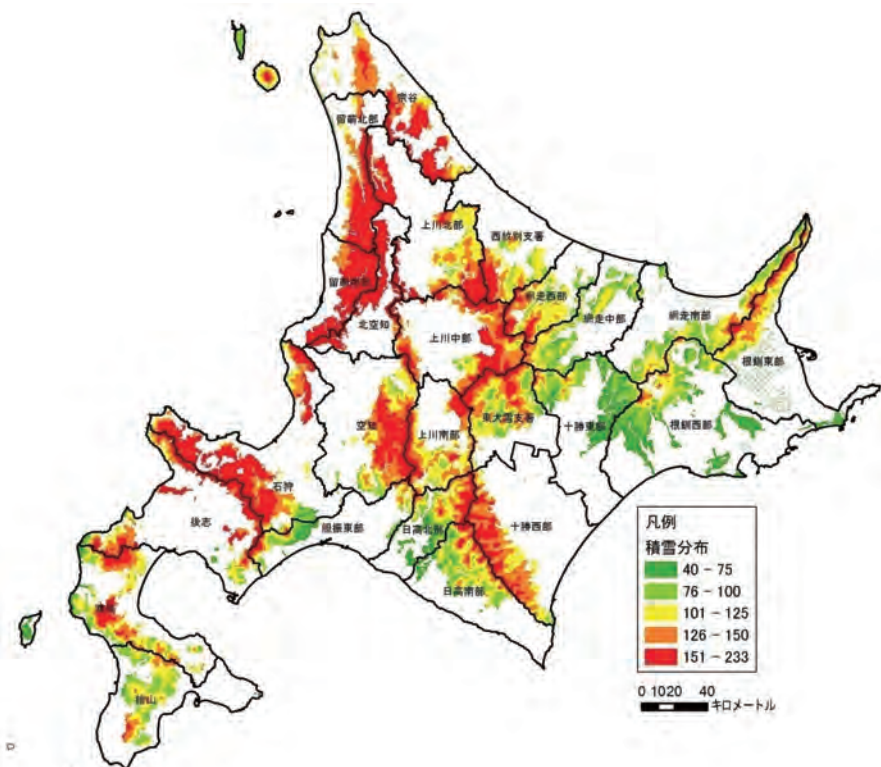 宗谷
留萌北部
上川北部
西紋別支署
留萌南部
網走西部
網走中部
網走南部
北空知
上川中部
根釧東部
空知
上川南部
東大雪支署
十勝東部
根釧西部
石狩
後志
胆振東部
日高北部
十勝西部
日高南部
檜山
凡例
積雪分布
40 - 75
76 - 100
101 - 125
126 - 150
151 - 233
0 1020 40
キロメートル